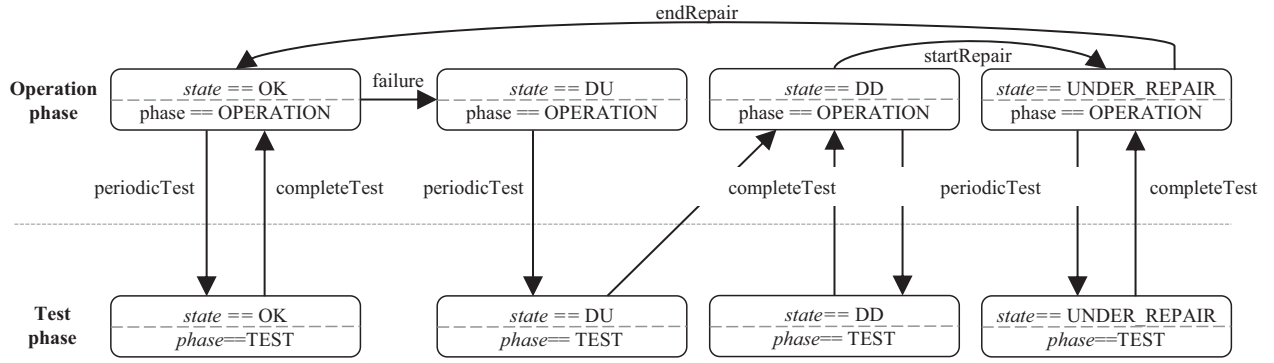 endRepair
startRepair
Operation
phase
state == OK
phase == OPERATION
failure
state == DU
phase == OPERATION
state== DD
phase == OPERATION
state== UNDER_REPAIR
phase == OPERATION
periodicTest
completeTest
periodicTest
completeTest
periodicTest
completeTest
Test
phase
state == OK
phase==TEST
state == DU
phase == TEST
state== DD
phase == TEST
state== UNDER_REPAIR
phase==TEST